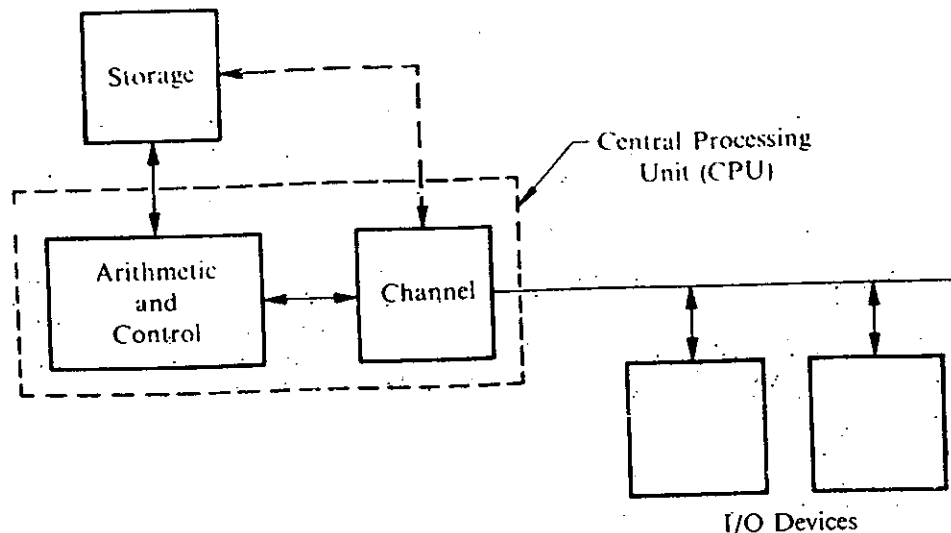 Storage
Central Processing
Unit (CPU)
Arithmetic
and
Control
Channel
I/O Devices